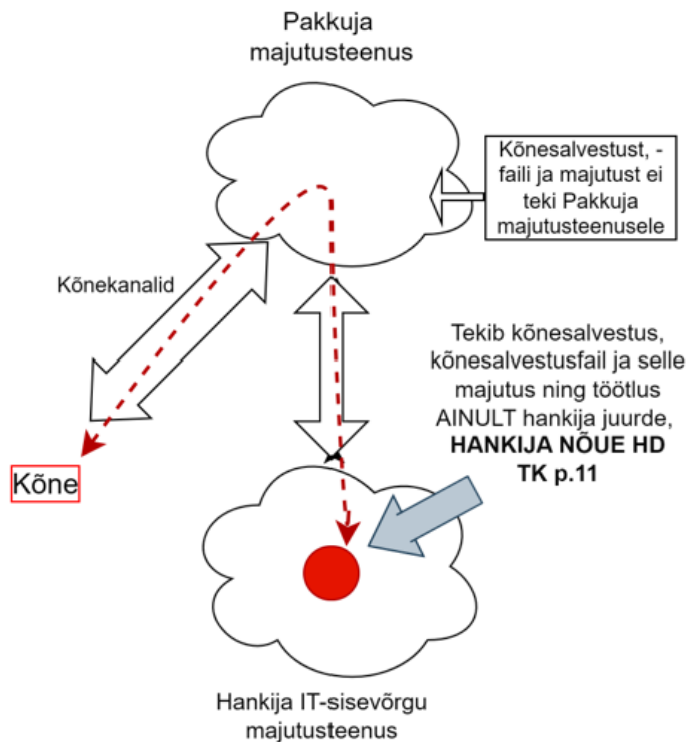 Pakkuja
majutusteenus
Kõnesalvestust, -
faili ja majutust ei
teki Pakkuja
majutusteenusele
Kõnekanalid
Tekib kõnesalvestus,
kõnesalvestusfail ja selle
majutus ning töötlus
AINULT hankija juurde,
HANKIJA NÕUE HD
TK p.11
Kõne
Hankija IT-sisevõrgu
majutusteenus